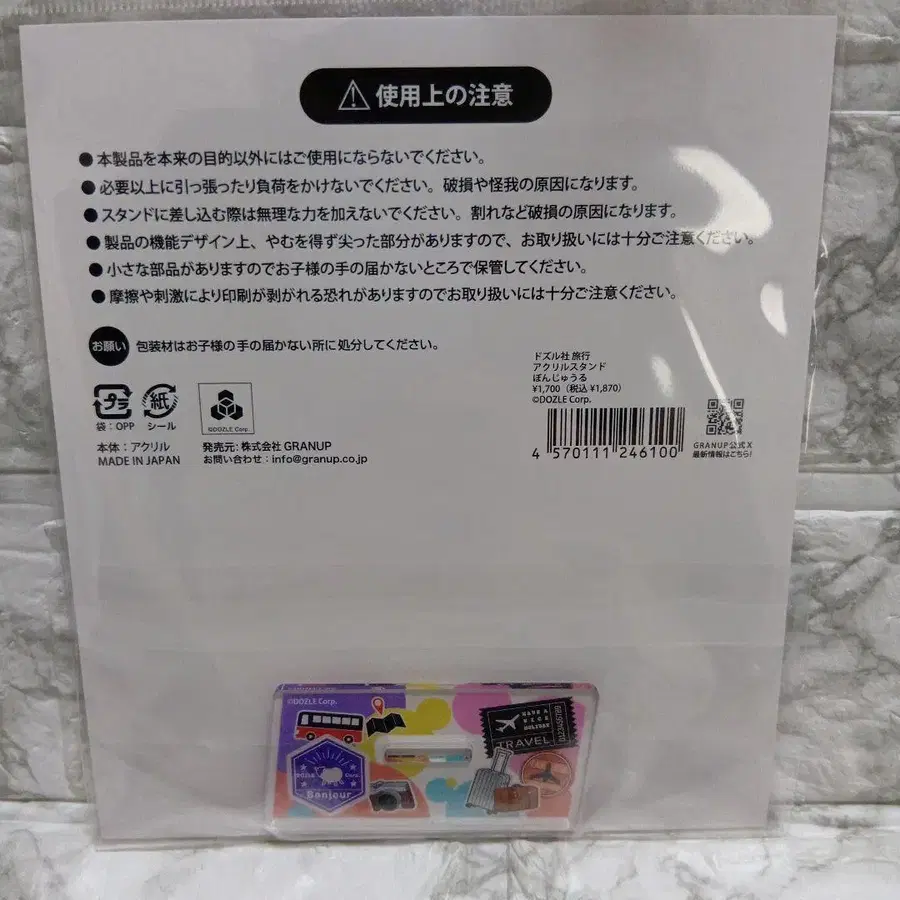 ⚠ 使用上の注意
● 本製品を本来の目的以外にはご使用にならないでください。
● 必要以上に引っ張ったり負荷をかけないでください。破損や怪我の原因になります。
● スタンドに差し込む際は無理な力を加えないでください。割れなど破損の原因になります。
● 製品の機能デザイン上、やむを得ず尖った部分がありますので、お取り扱いには十分ご注意ください。
● 小さな部品がありますのでお子様の手の届かないところで保管してください。
● 摩擦や刺激により印刷が剥がれる恐れがありますのでお取り扱いには十分ご注意ください。
お願い 包装材はお子様の手の届かない所に処分してください。
プラ
袋：OPP
紙
シール
©DOZLE Corp.
本体：アクリル
MADE IN JAPAN
発売元：株式会社 GRANUP
お問い合わせ：info@granup.co.jp
ドズル社 旅行
アクリルスタンド
ぼんじゅうる
¥1,700（税込 ¥1,870）
©DOZLE Corp.
4 570111 246100
GRANUP公式X
最新情報はこちら!
©DOZLE Corp.
DOZLE Corp.
Bonjour
HAVE A
NICE
HOLIDAY
TRAVEL